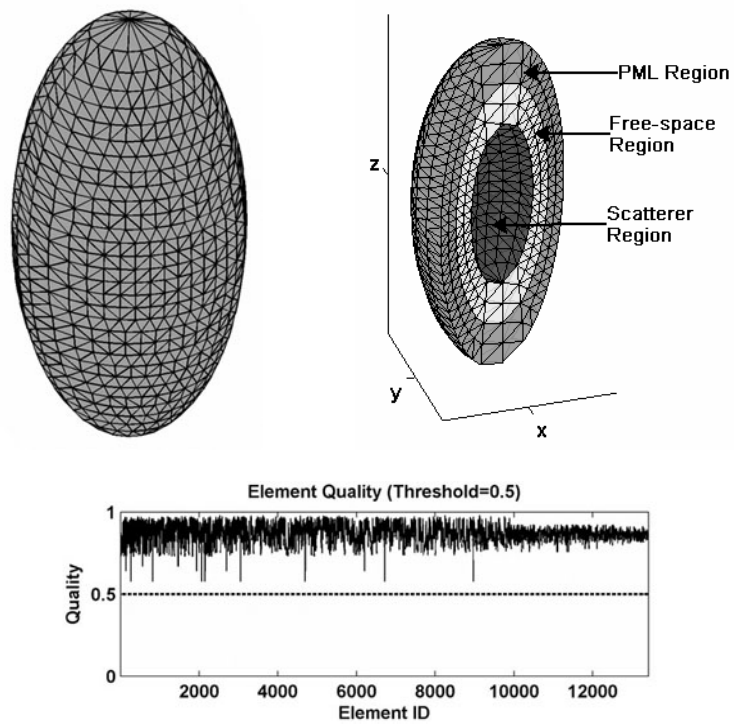 PML Region
Free-space
Region
z
Scatterer
Region
y
x
Element Quality (Threshold=0.5)
1
0.5
0
Quality
2000 4000 6000 8000 10000 12000
Element ID